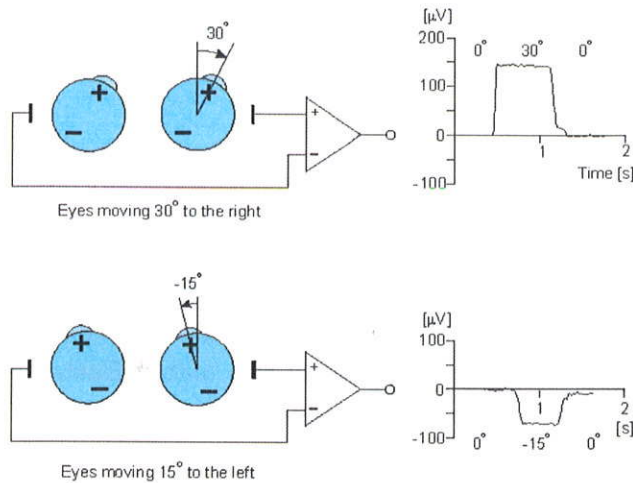 30°
[µV]
200
0° 30° 0°
100
0
1 2
Time [s]
-100
+ +
− −
+
−
Eyes moving 30° to the right
-15°
[µV]
100
0
1 2
[s]
-100
0° -15° 0°
+ +
− −
+
−
Eyes moving 15° to the left